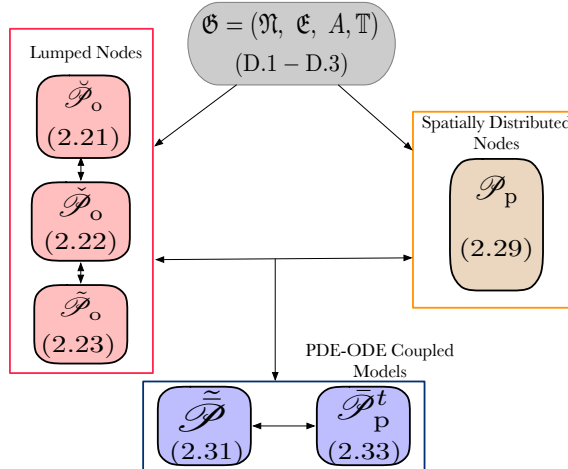 𝕲 = (𝕹, 𝕰, A, 𝕋)
(D.1 − D.3)
Lumped Nodes
𝒫̆ₒ
(2.21)
𝒫̌ₒ
(2.22)
𝒫̃ₒ
(2.23)
Spatially Distributed
Nodes
𝒫ₚ
(2.29)
PDE-ODE Coupled
Models
𝒫̿̃
(2.31)
𝒫̄ₚᵗ
(2.33)